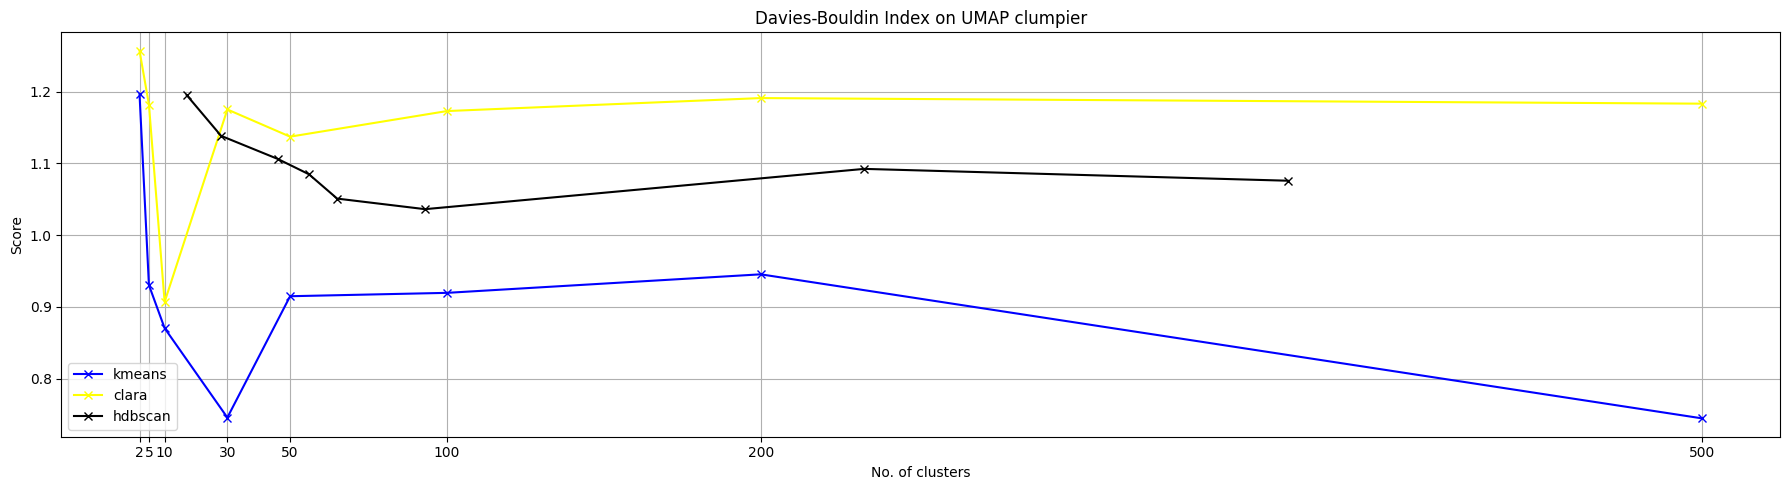 Davies-Bouldin Index on UMAP clumpier
Score
1.2
1.1
1.0
0.9
0.8
kmeans
clara
hdbscan
2 5 10 30 50 100 200 500
No. of clusters